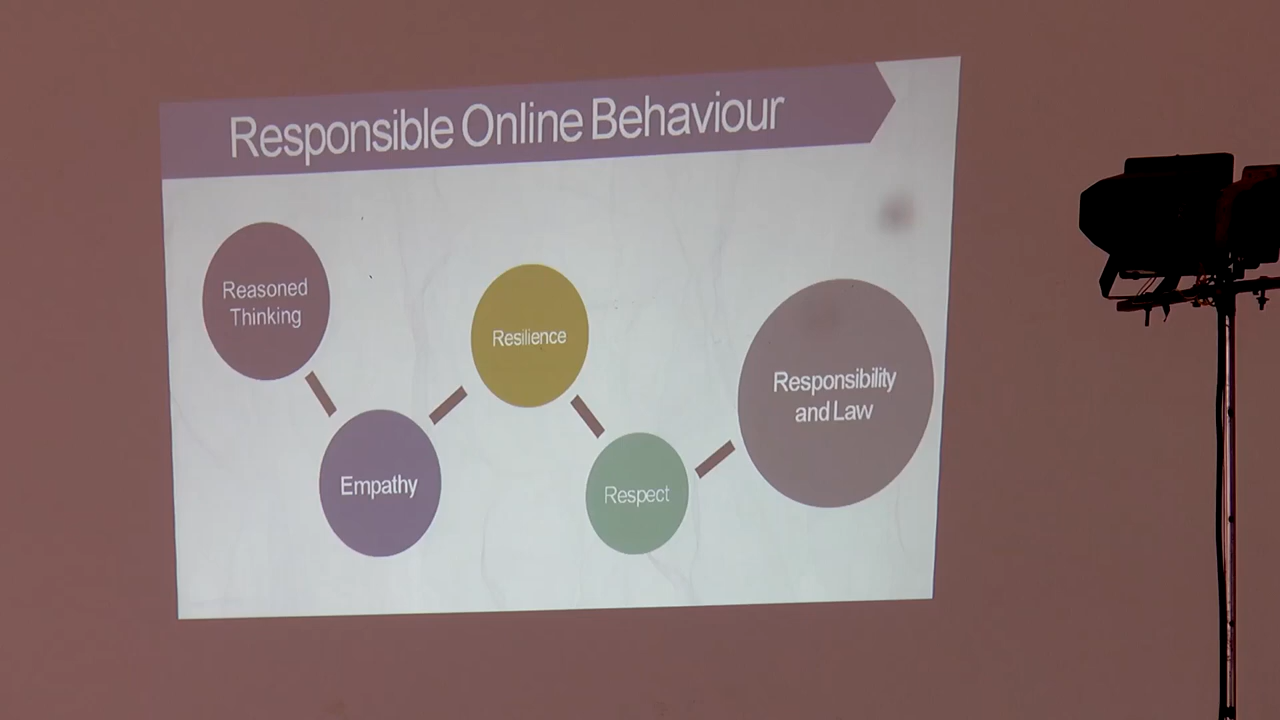 Responsible Online Behaviour
Reasoned
Thinking
Empathy
Resilience
Respect
Responsibility
and Law